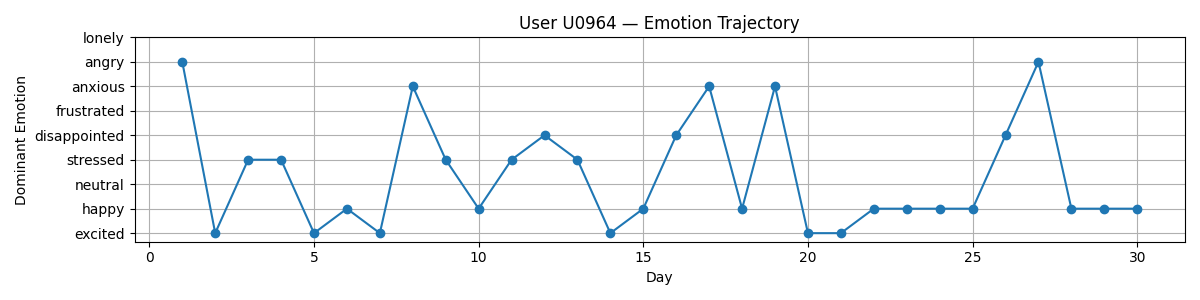 User U0964 — Emotion Trajectory
Dominant Emotion
lonely
angry
anxious
frustrated
disappointed
stressed
neutral
happy
excited
0 5 10 15 20 25 30
Day